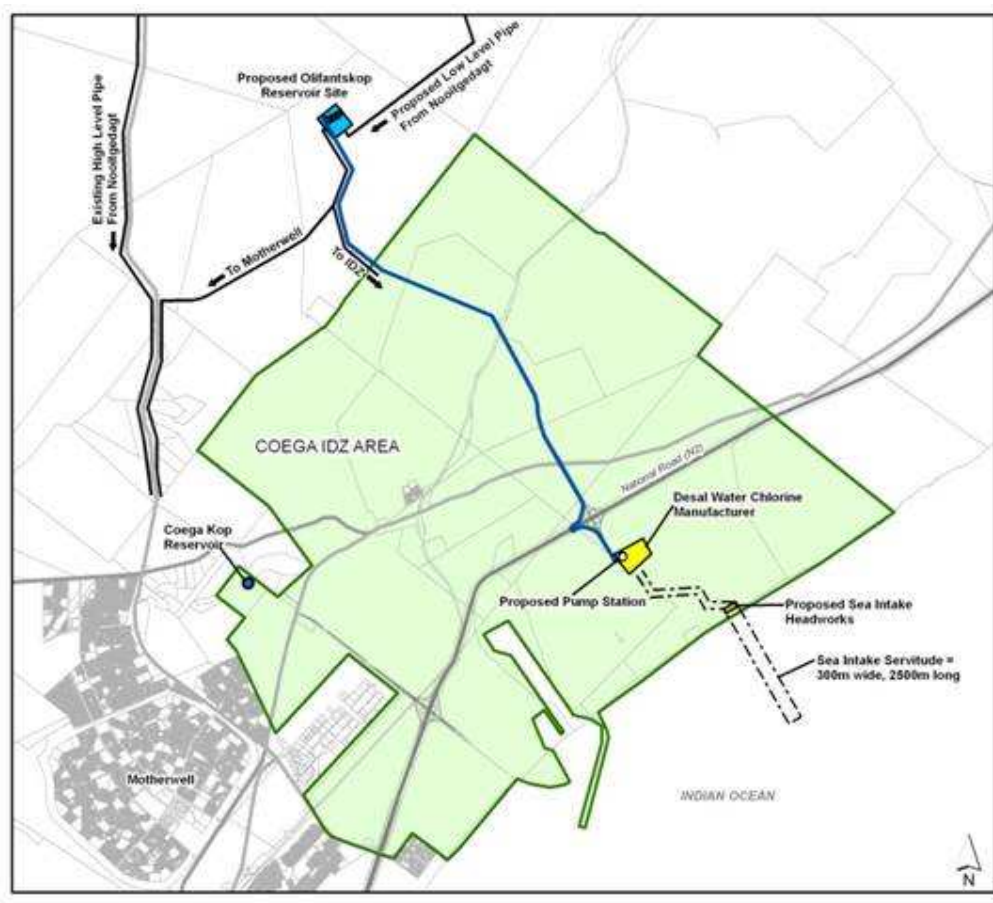 Proposed Olifantskop
Reservoir Site
Proposed Low Level Pipe
From Nooitgedagt
Existing High Level Pipe
From Nooitgedagt
To Motherwell
To IDZ
COEGA IDZ AREA
National Road (N2)
Desal Water Chlorine
Manufacturer
Coega Kop
Reservoir
Proposed Pump Station
Proposed Sea Intake
Headworks
Sea Intake Servitude =
300m wide, 2500m long
Motherwell
INDIAN OCEAN
N